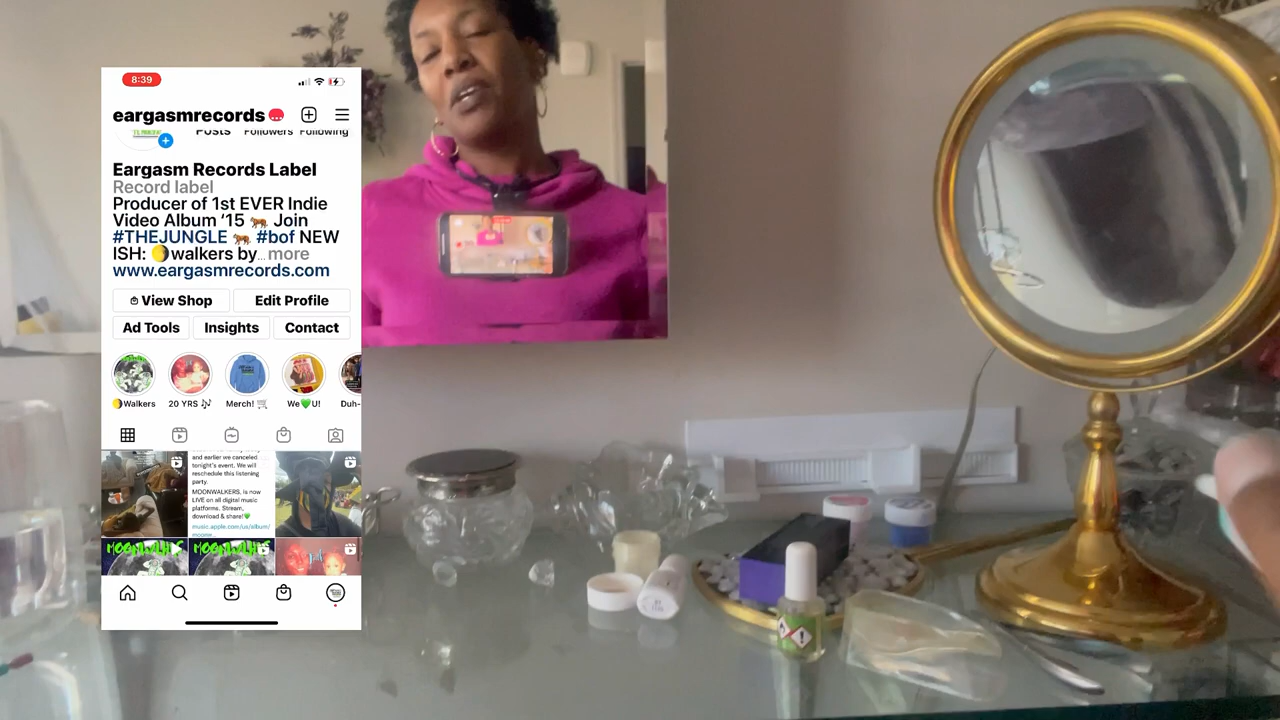 8:39
eargasmrecords
Posts Followers Following
Eargasm Records Label
Record label
Producer of 1st EVER Indie
Video Album ‘15 🐅 Join
#THEJUNGLE 🐅 #bof NEW
ISH: 🌗walkers by... more
www.eargasmrecords.com
View Shop Edit Profile
Ad Tools Insights Contact
🌗Walkers 20 YRS 🎶 Merch! 🛒 We💚U! Duh-
and earlier we canceled
tonight's event. We will
reschedule this listening
party.
MOONWALKERS, is now
LIVE on all digital music
platforms. Stream,
download & share!💚
music.apple.com/us/album/
moonw...